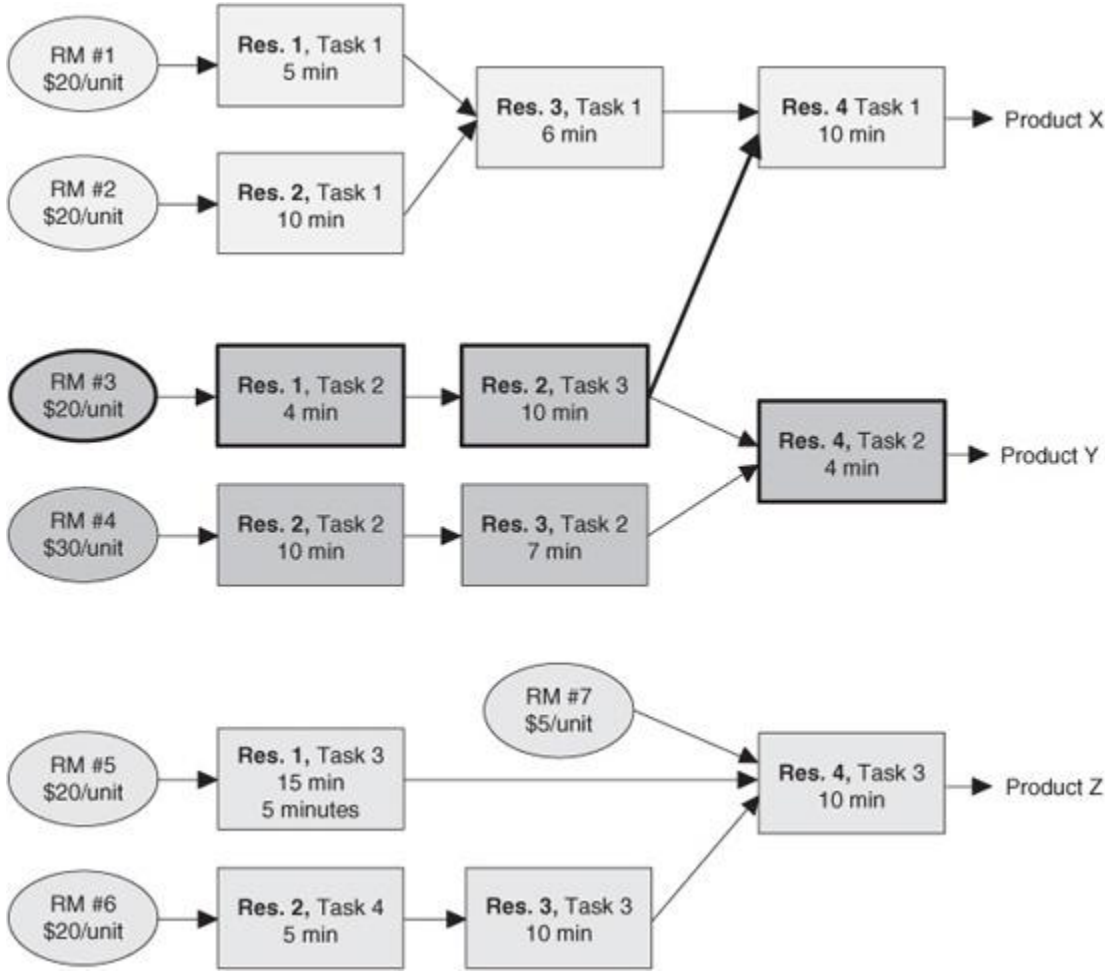 RM #1
$20/unit
Res. 1, Task 1
5 min
Res. 3, Task 1
6 min
Res. 4 Task 1
10 min
Product X
RM #2
$20/unit
Res. 2, Task 1
10 min
RM #3
$20/unit
Res. 1, Task 2
4 min
Res. 2, Task 3
10 min
Res. 4, Task 2
4 min
Product Y
RM #4
$30/unit
Res. 2, Task 2
10 min
Res. 3, Task 2
7 min
RM #7
$5/unit
RM #5
$20/unit
Res. 1, Task 3
15 min
5 minutes
Res. 4, Task 3
10 min
Product Z
RM #6
$20/unit
Res. 2, Task 4
5 min
Res. 3, Task 3
10 min